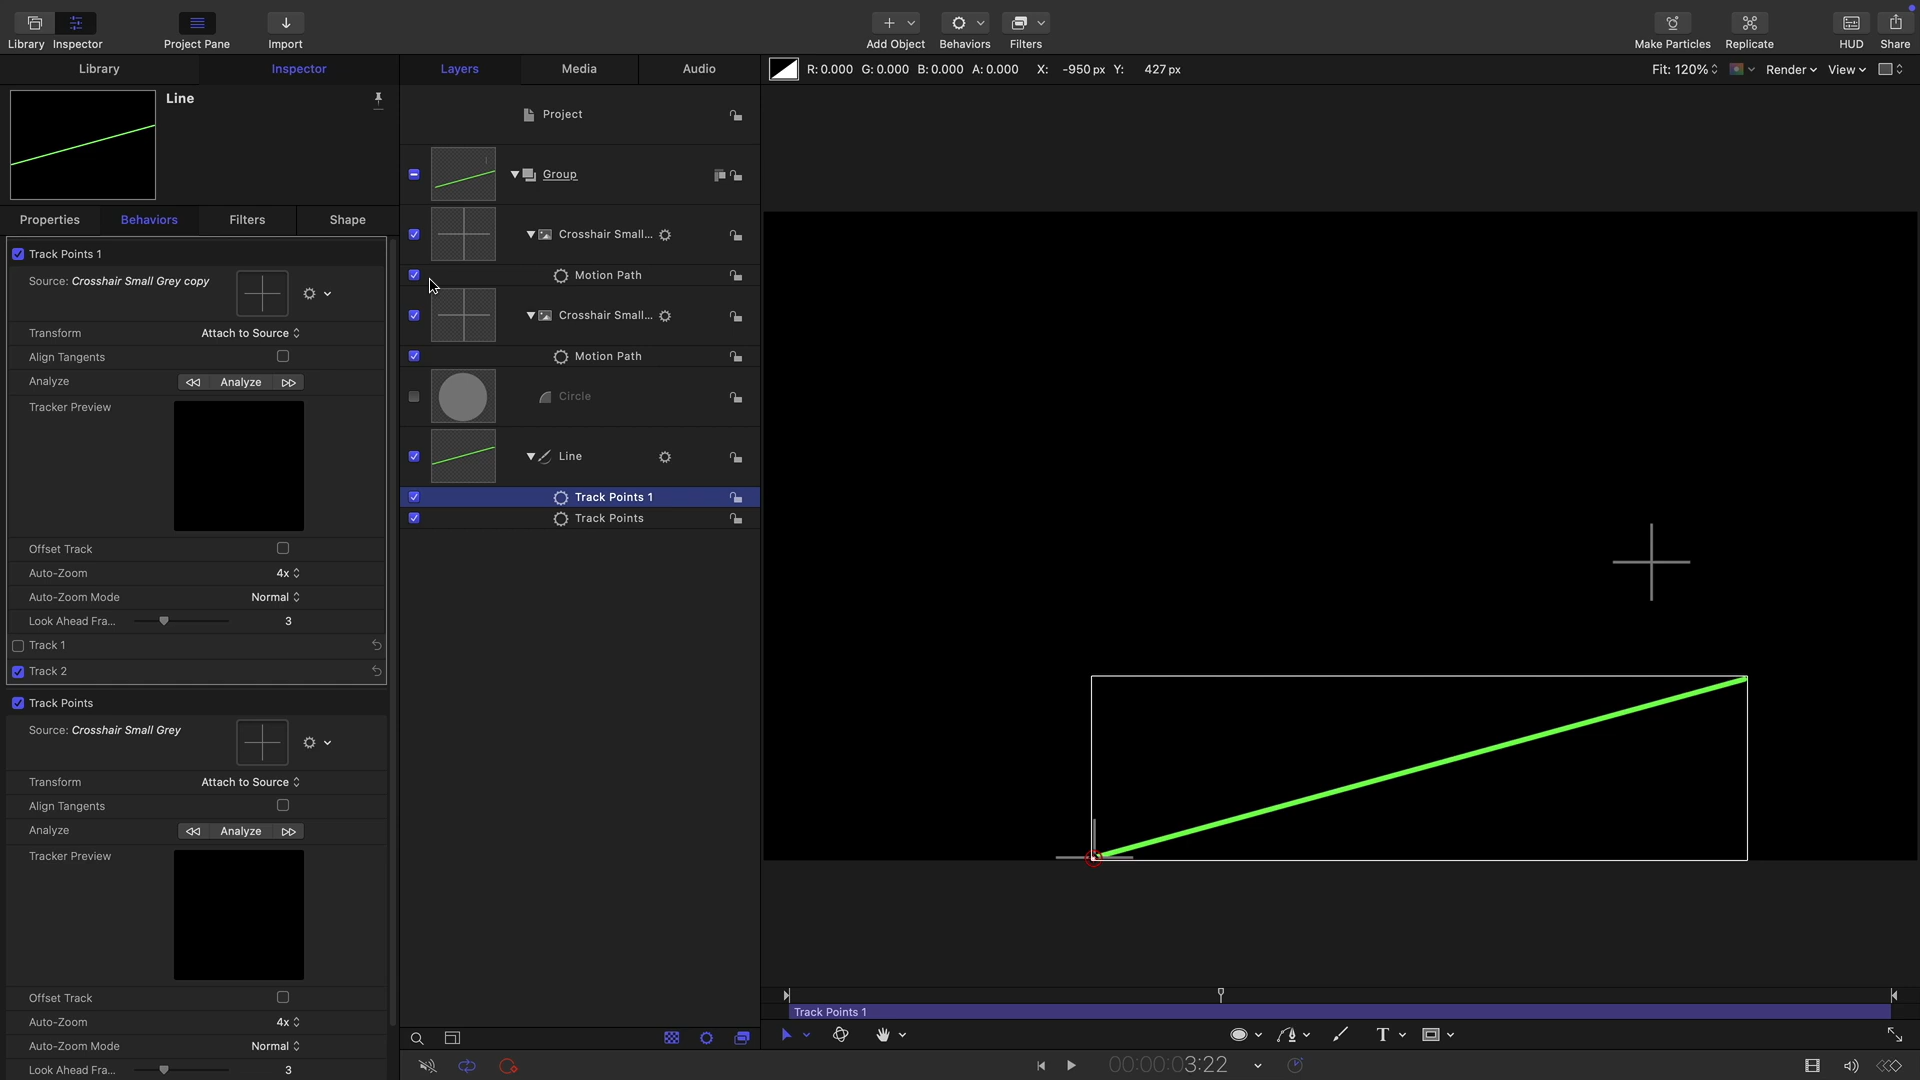 Library
Inspector
Project Pane
Import
Add Object
Behaviors
Filters
Make Particles
Replicate
HUD
Share
Library
Inspector
Layers
Media
Audio
R: 0.000 G: 0.000 B: 0.000 A: 0.000 X: -950 px Y: 427 px
Fit: 120%
Render
View
Line
Properties
Behaviors
Filters
Shape
Track Points 1
Source: Crosshair Small Grey copy
Transform
Attach to Source
Align Tangents
Analyze
Analyze
Tracker Preview
Offset Track
Auto-Zoom
4x
Auto-Zoom Mode
Normal
Look Ahead Fra...
3
Track 1
Track 2
Track Points
Source: Crosshair Small Grey
Transform
Attach to Source
Align Tangents
Analyze
Analyze
Tracker Preview
Offset Track
Auto-Zoom
4x
Auto-Zoom Mode
Normal
Look Ahead Fra...
3
Project
Group
Crosshair Small...
Motion Path
Crosshair Small...
Motion Path
Circle
Line
Track Points 1
Track Points
Track Points 1
T
00:00:03:22